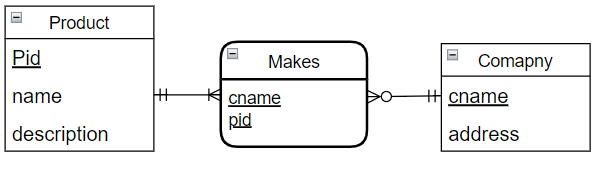 Product
Pid
name
description
Makes
cname
pid
Comapny
cname
address